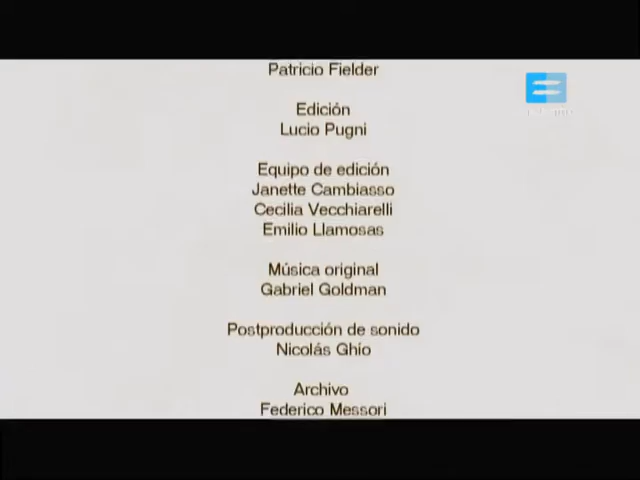 Patricio Fielder
Edición
Lucio Pugni
Equipo de edición
Janette Cambiasso
Cecilia Vecchiarelli
Emilio Llamosas
Música original
Gabriel Goldman
Postproducción de sonido
Nicolás Ghío
Archivo
Federico Messori